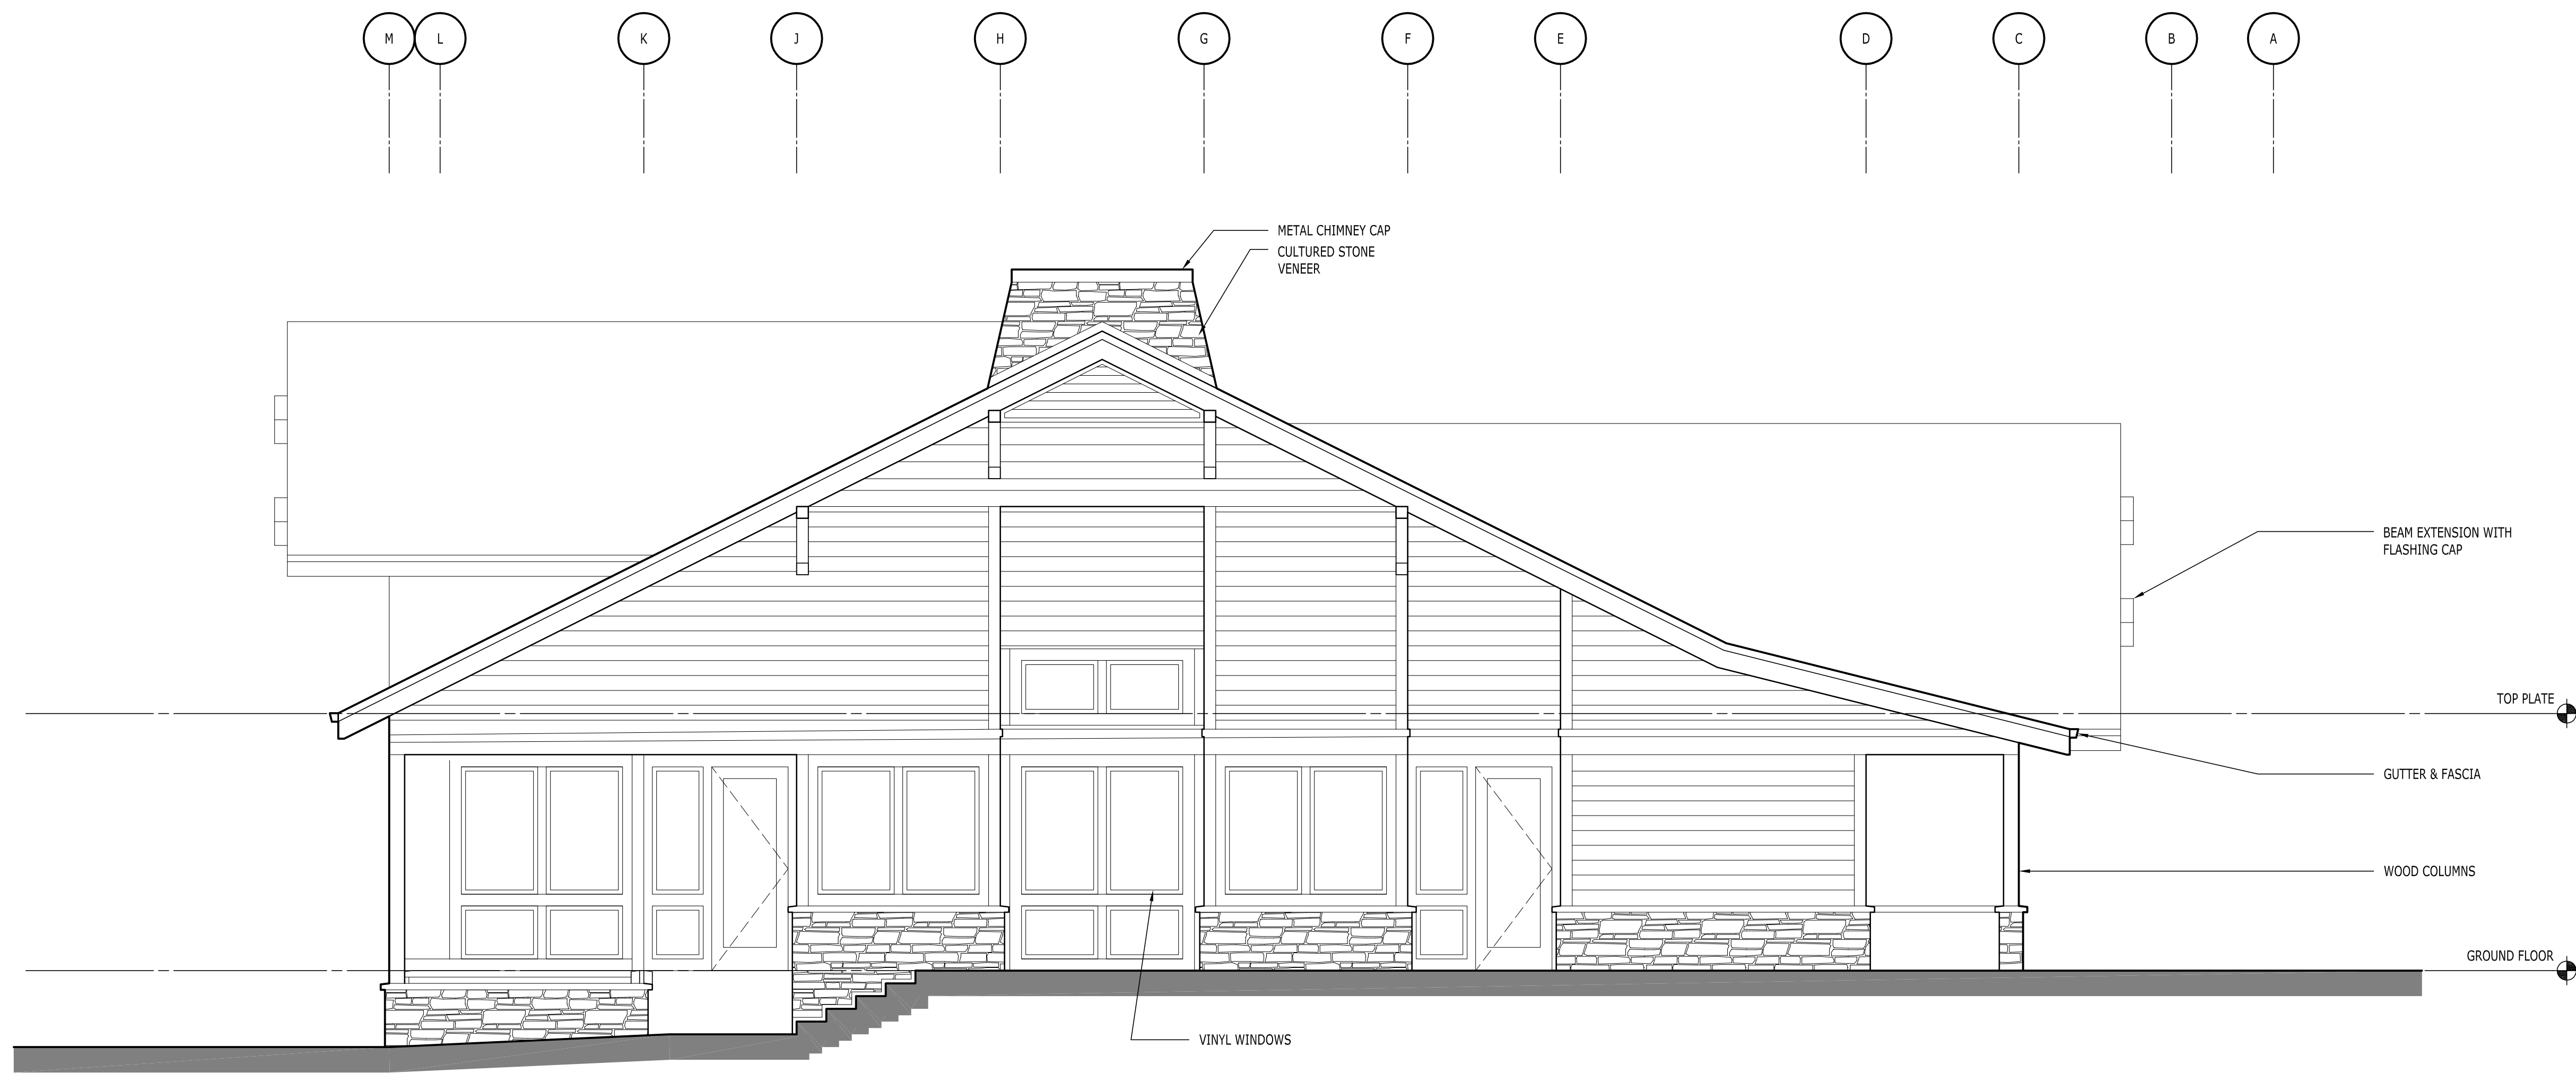 M L K J H G F E D C B A
METAL CHIMNEY CAP
CULTURED STONE
VENEER
BEAM EXTENSION WITH
FLASHING CAP
TOP PLATE
GUTTER & FASCIA
WOOD COLUMNS
GROUND FLOOR
VINYL WINDOWS